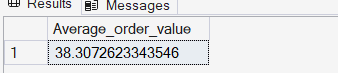 Results Messages
Average_order_value
1 38.3072623343546